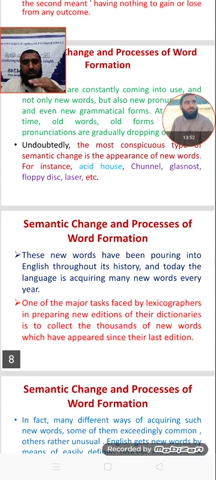 the second meant 'having nothing to gain or lose
from any outcome.
Change and Processes of Word
Formation
are constantly coming into use, and
not only new words, but also new
and even new grammatical forms. At
time, old words, old forms
pronunciations are gradually dropping
13:52
Undoubtedly, the most conspicuous type of
semantic change is the appearance of new words.
For instance, acid house, Chunnel, glasnost,
floppy disc, laser, etc.
Semantic Change and Processes of
Word Formation
These new words have been pouring into
English throughout its history, and today the
language is acquiring many new words every
year.
One of the major tasks faced by lexicographers
in preparing new editions of their dictionaries
is to collect the thousands of new words
which have appeared since their last edition.
8
Semantic Change and Processes of
Word Formation
In fact, many different ways of acquiring such
new words, some of them exceedingly common,
others rather unusual. English gets new words by
means of easily
Recorded by
mobizen